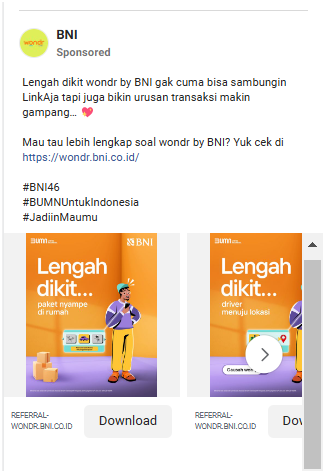 wondr
BNI
Sponsored
Lengah dikit wondr by BNI gak cuma bisa sambungin
LinkAja tapi juga bikin urusan transaksi makin
gampang... 💖
Mau tau lebih lengkap soal wondr by BNI? Yuk cek di
https://wondr.bni.co.id/
#BNI46
#BUMNUntukIndonesia
#JadiinMaumu
BUMN
BNI
Lengah
dikit...
paket nyampe
di rumah
REFERRAL-
WONDR.BNI.CO.ID
Download
BUMN
Lengah
dikit...
driver
menuju lokasi
REFERRAL-
WONDR.BNI.CO.ID